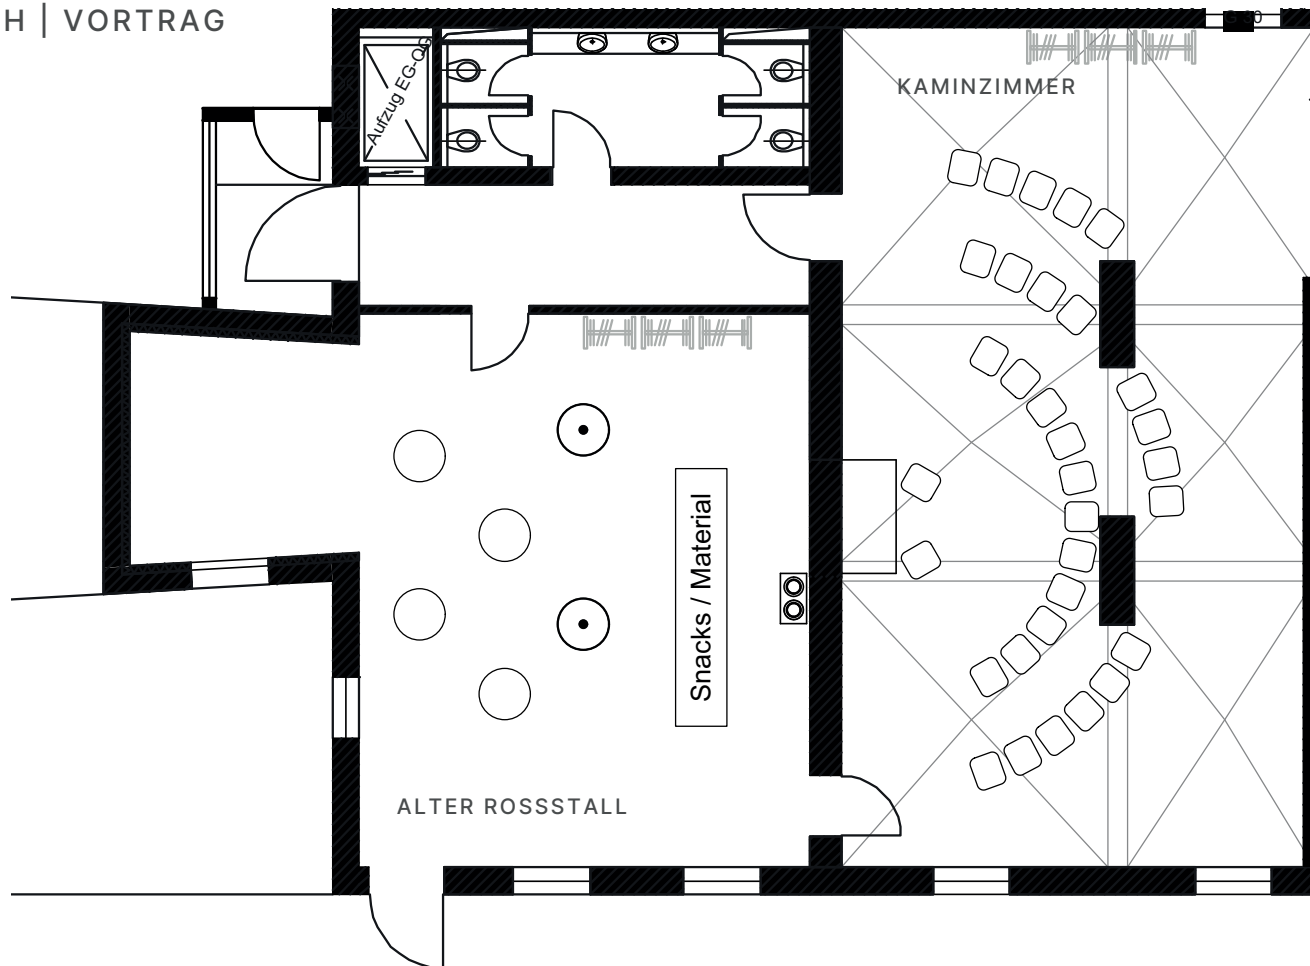 H | VORTRAG
Aufzug EG-OG
KAMINZIMMER
Snacks / Material
ALTER ROSSSTALL